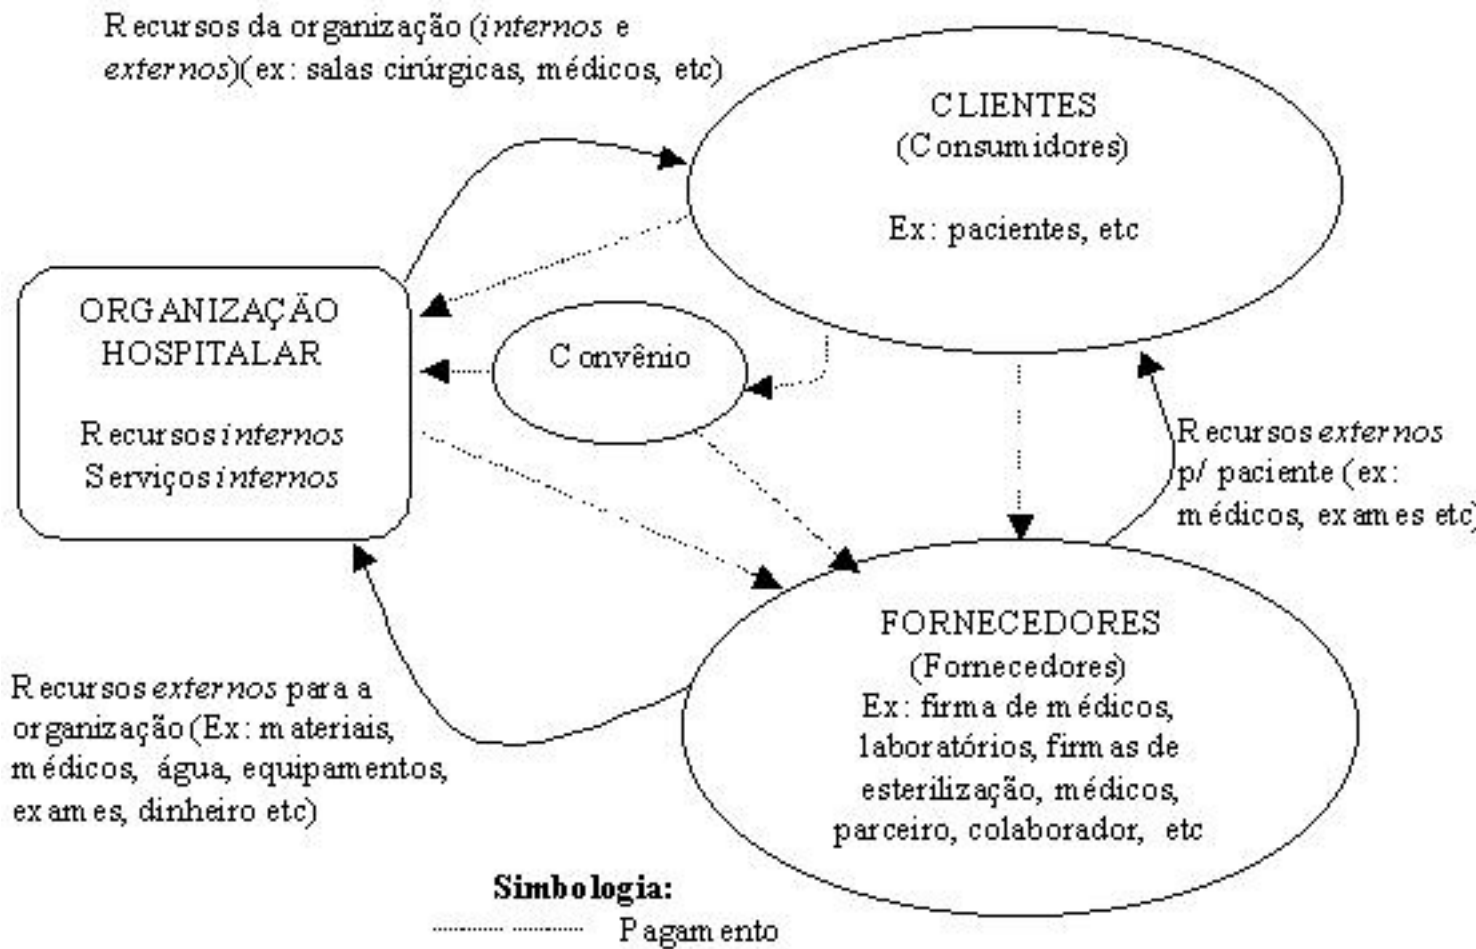 Recursos da organização (internos e
externos)(ex: salas cirúrgicas, médicos, etc)
CLIENTES
(Consumidores)
Ex: pacientes, etc
ORGANIZAÇÃO
HOSPITALAR
Recursos internos
Serviços internos
Convênio
Recursos externos
p/ paciente (ex:
médicos, exames etc)
FORNECEDORES
(Fornecedores)
Ex: firma de médicos,
laboratórios, firmas de
esterilização, médicos,
parceiro, colaborador, etc
Recursos externos para a
organização (Ex: materiais,
médicos, água, equipamentos,
exames, dinheiro etc)
Simbologia:
Pagamento